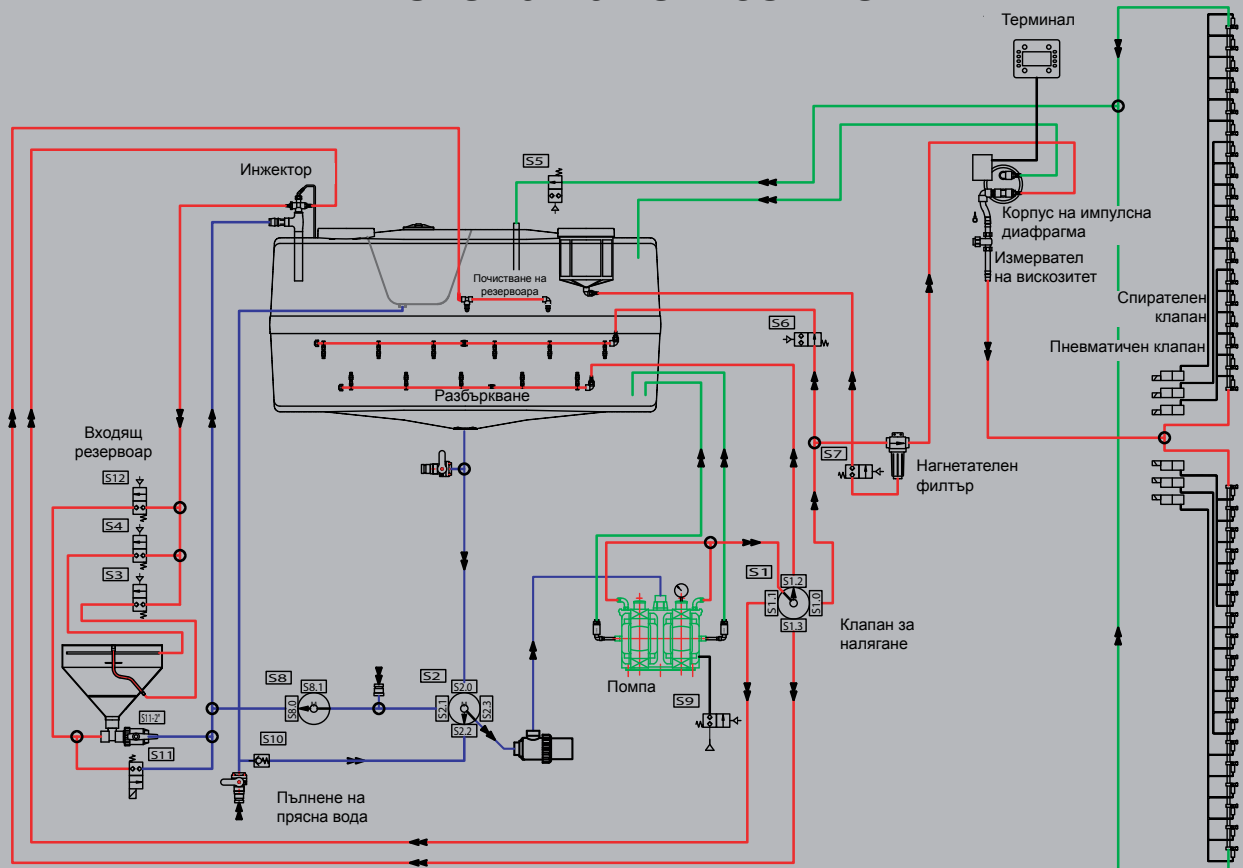 Терминал
S5
Инжектор
Корпус на импулсна
диафрагма
Почистване на
резервоара
Измервател
на вискозитет
Спирателен
клапан
S6
Пневматичен клапан
Разбъркване
Входящ
резервоар
S12
S7
Нагнетателен
филтър
S4
S3
S1
S1.2
S1.1
S1.0
S1.3
Клапан за
налягане
Помпа
S8
S8.1
S8.0
S2
S2.0
S2.1
S2.3
S2.2
S9
S11-2"
S11
S10
Пълнене на
прясна вода